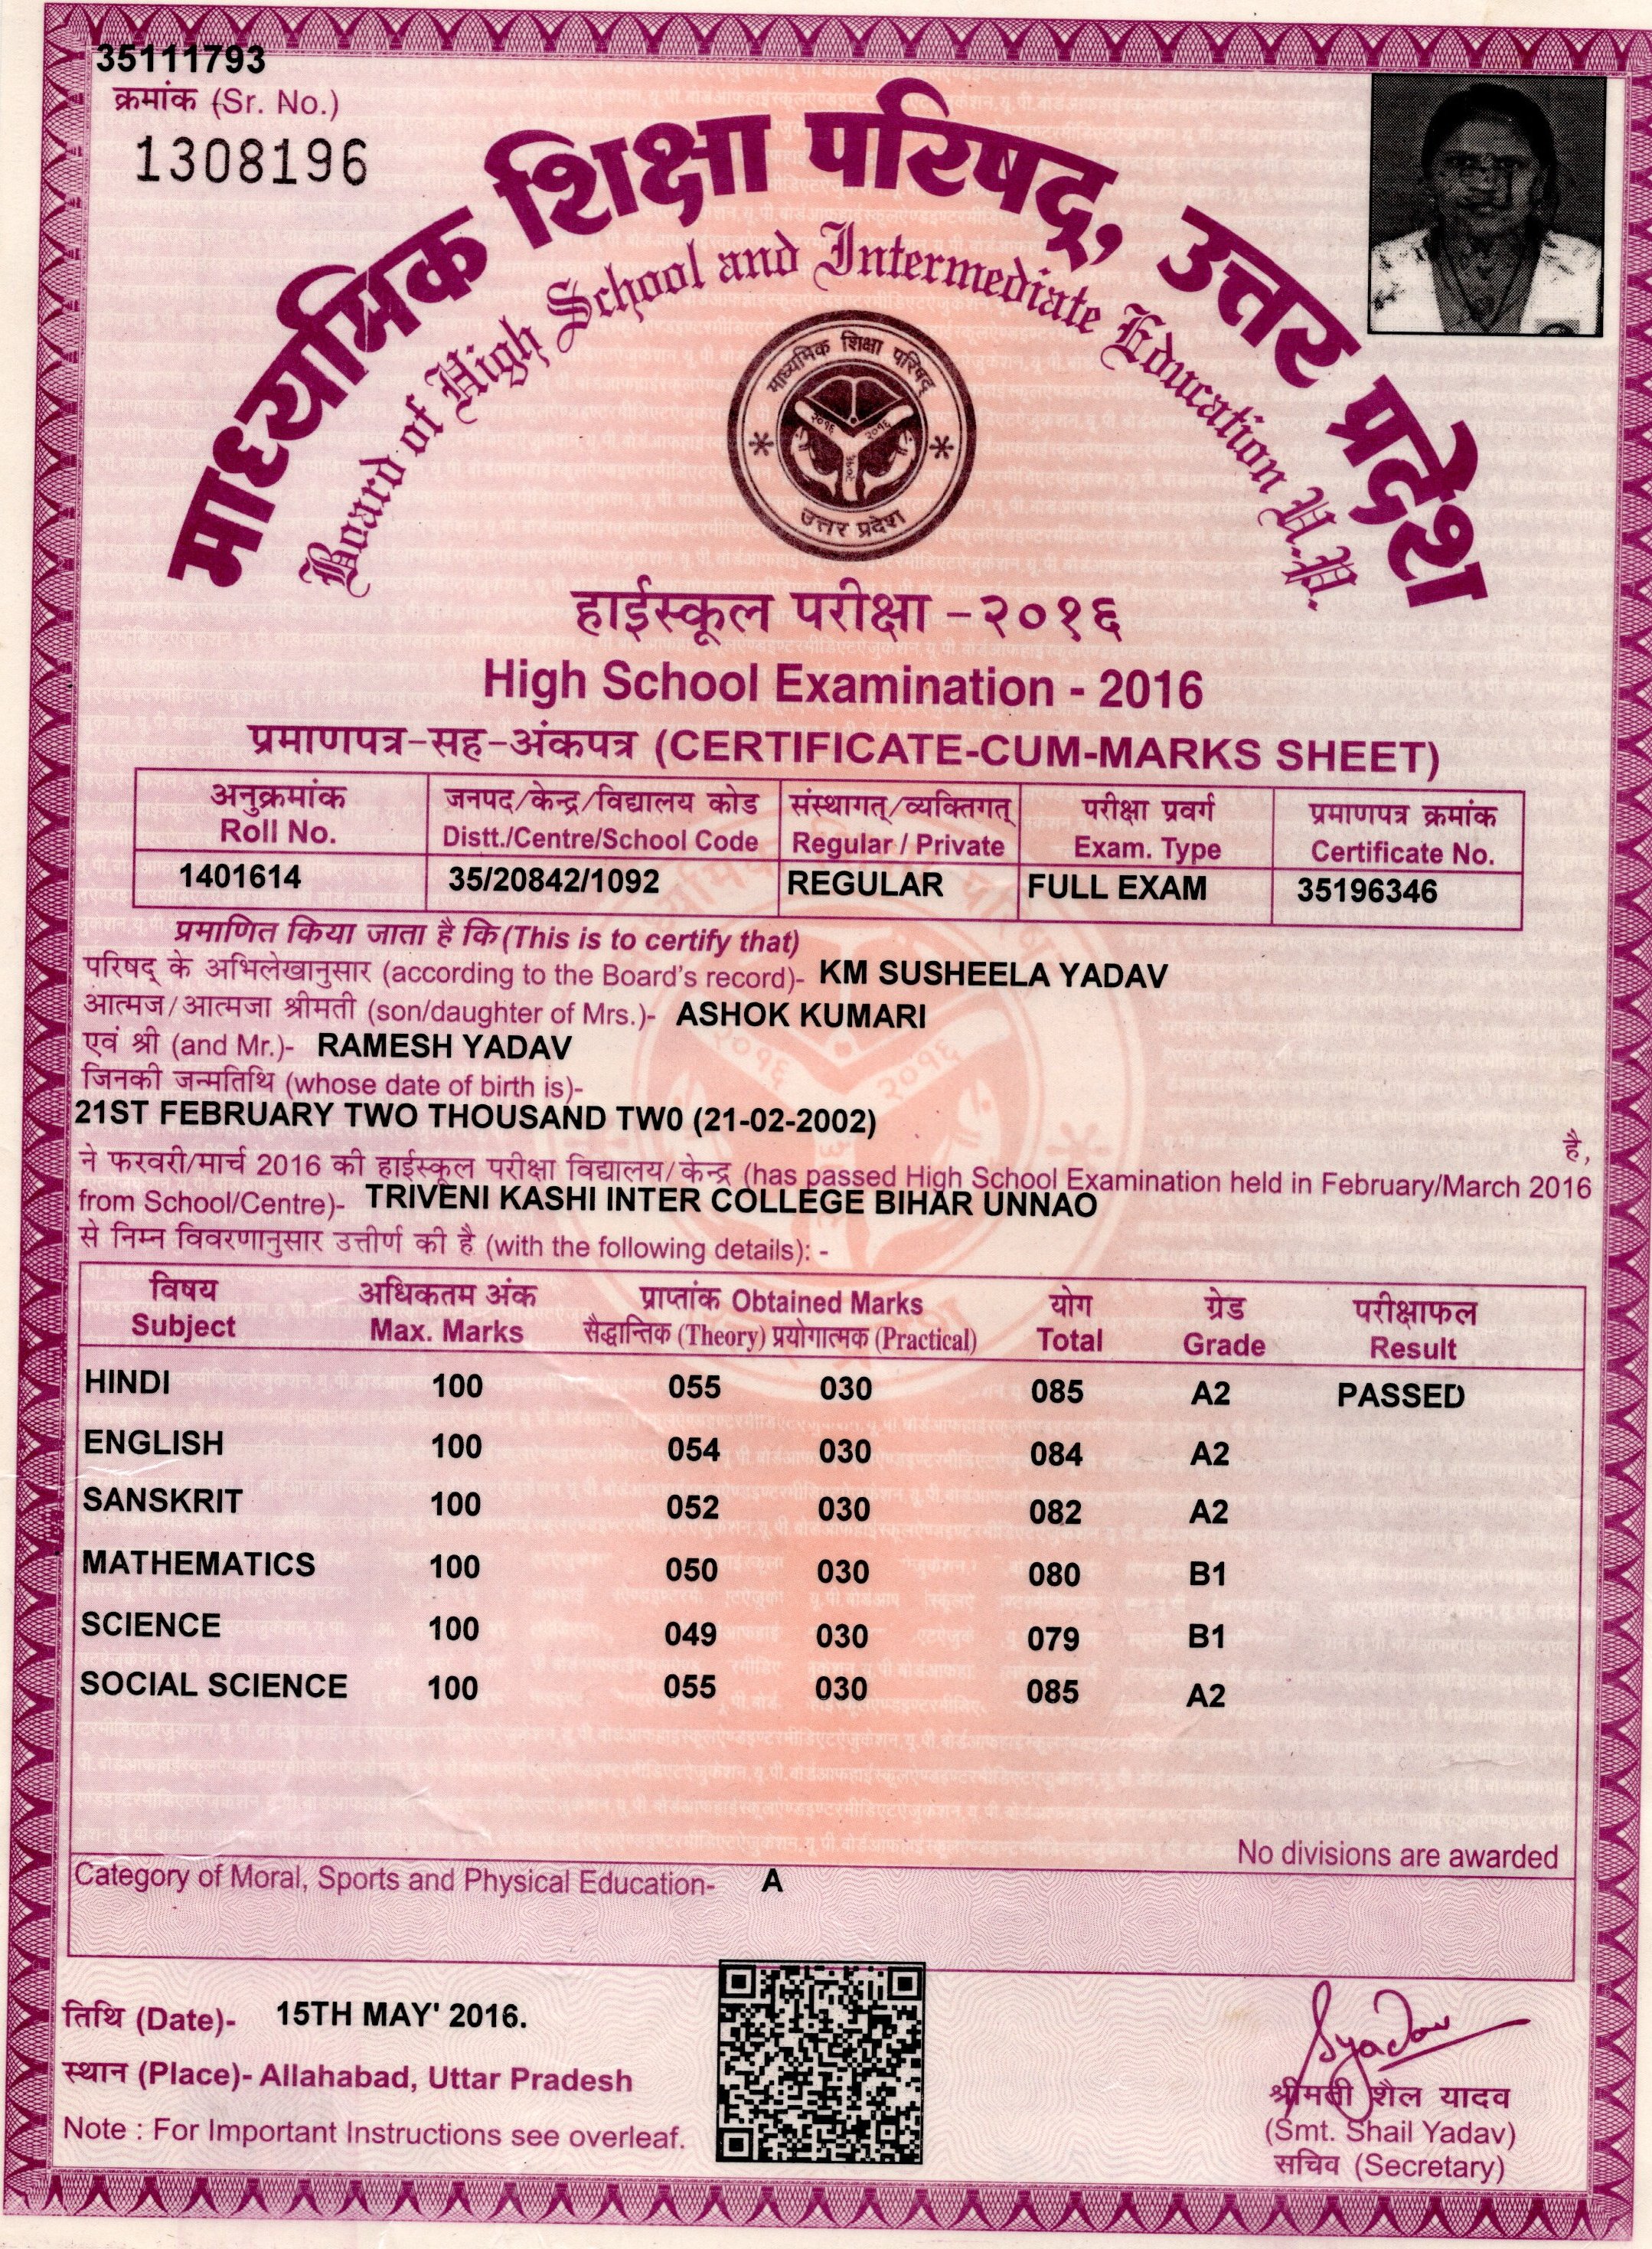 35111793
क्रमांक (Sr. No.)
1308196
माध्यमिक शिक्षा परिषद्, उत्तर प्रदेश
Board of High School and Intermediate Education U.P.
माध्यमिक शिक्षा परिषद्
२०१६ २०१६
२०१६
उत्तर प्रदेश
हाईस्कूल परीक्षा -२०१६
High School Examination - 2016
प्रमाणपत्र-सह-अंकपत्र (CERTIFICATE-CUM-MARKS SHEET)
अनुक्रमांक जनपद/केन्द्र/विद्यालय कोड संस्थागत्/व्यक्तिगत् परीक्षा प्रवर्ग प्रमाणपत्र क्रमांक
Roll No. Distt./Centre/School Code Regular / Private Exam. Type Certificate No.
1401614 35/20842/1092 REGULAR FULL EXAM 35196346
प्रमाणित किया जाता है कि (This is to certify that)
परिषद् के अभिलेखानुसार (according to the Board's record)- KM SUSHEELA YADAV
आत्मज/आत्मजा श्रीमती (son/daughter of Mrs.)- ASHOK KUMARI
एवं श्री (and Mr.)- RAMESH YADAV
जिनकी जन्मतिथि (whose date of birth is)-
21ST FEBRUARY TWO THOUSAND TW0 (21-02-2002)
है,
ने फरवरी/मार्च 2016 की हाईस्कूल परीक्षा विद्यालय/केन्द्र (has passed High School Examination held in February/March 2016
from School/Centre)- TRIVENI KASHI INTER COLLEGE BIHAR UNNAO
से निम्न विवरणानुसार उत्तीर्ण की है (with the following details): -
विषय अधिकतम अंक प्राप्तांक Obtained Marks योग ग्रेड परीक्षाफल
Subject Max. Marks सैद्धान्तिक (Theory) प्रयोगात्मक (Practical) Total Grade Result
HINDI 100 055 030 085 A2 PASSED
ENGLISH 100 054 030 084 A2
SANSKRIT 100 052 030 082 A2
MATHEMATICS 100 050 030 080 B1
SCIENCE 100 049 030 079 B1
SOCIAL SCIENCE 100 055 030 085 A2
No divisions are awarded
Category of Moral, Sports and Physical Education- A
तिथि (Date)- 15TH MAY' 2016.
स्थान (Place)- Allahabad, Uttar Pradesh
Note : For Important Instructions see overleaf.
Syadav
श्रीमती शैल यादव
(Smt. Shail Yadav)
सचिव (Secretary)